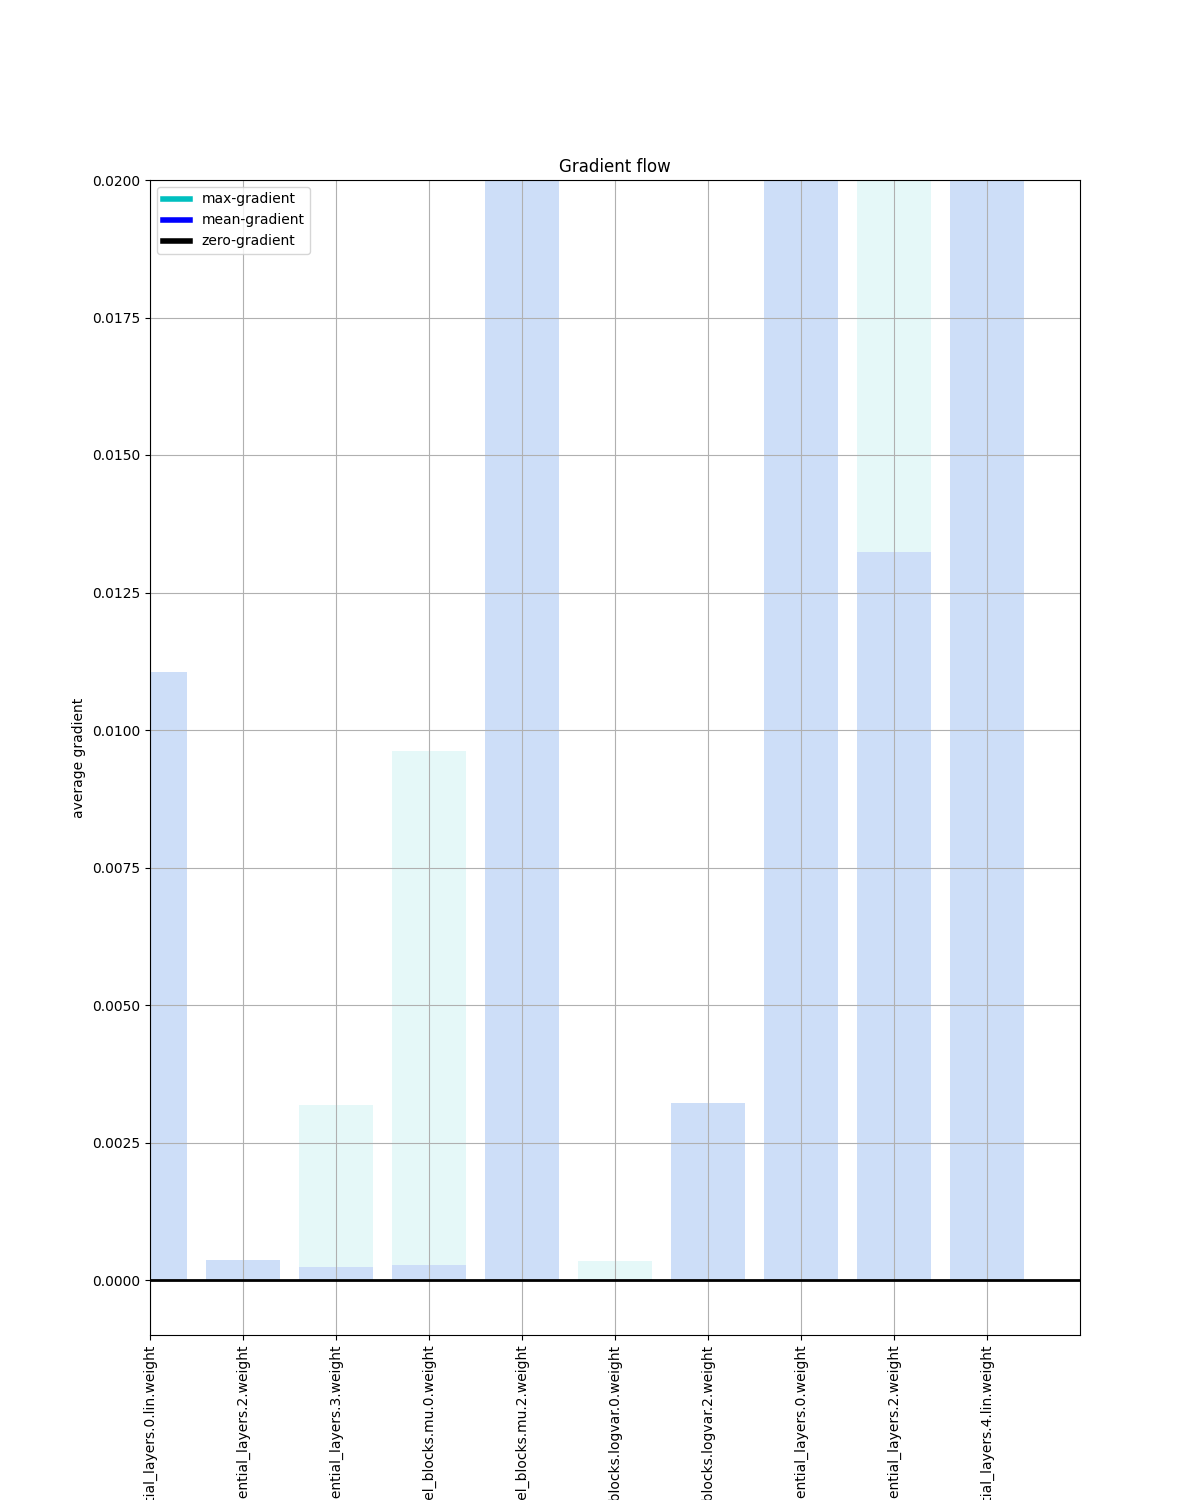 Gradient flow
max-gradient
mean-gradient
zero-gradient
0.0200
0.0175
0.0150
0.0125
0.0100
0.0075
0.0050
0.0025
0.0000
average gradient
tial_layers.0.lin.weight
ential_layers.2.weight
ential_layers.3.weight
el_blocks.mu.0.weight
el_blocks.mu.2.weight
blocks.logvar.0.weight
blocks.logvar.2.weight
ential_layers.0.weight
ential_layers.2.weight
tial_layers.4.lin.weight